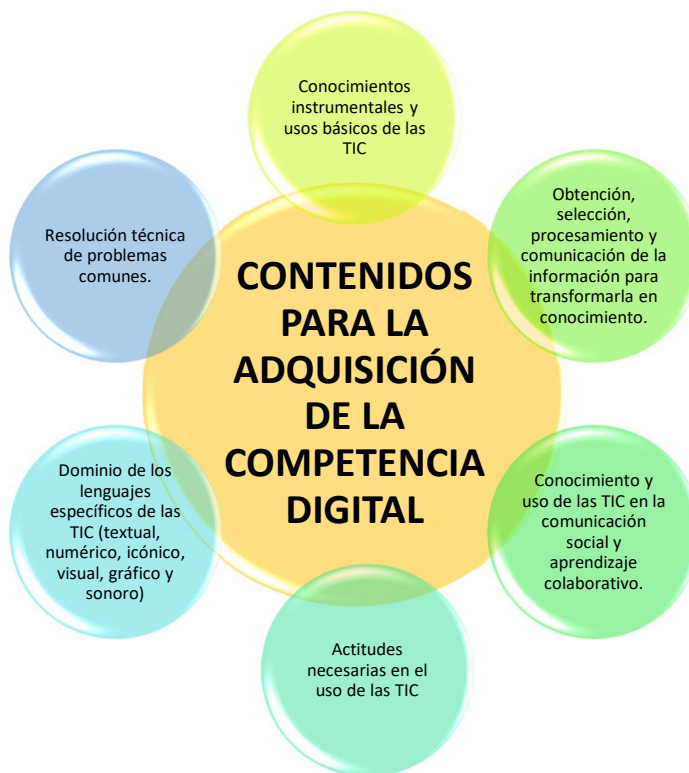 Conocimientos
instrumentales y
usos básicos de las
TIC
Obtención,
selección,
procesamiento y
comunicación de la
información para
transformarla en
conocimiento.
Conocimiento y
uso de las TIC en la
comunicación
social y
aprendizaje
colaborativo.
Actitudes
necesarias en el
uso de las TIC
Dominio de los
lenguajes
específicos de las
TIC (textual,
numérico, icónico,
visual, gráfico y
sonoro)
Resolución técnica
de problemas
comunes.
CONTENIDOS
PARA LA
ADQUISICIÓN
DE LA
COMPETENCIA
DIGITAL